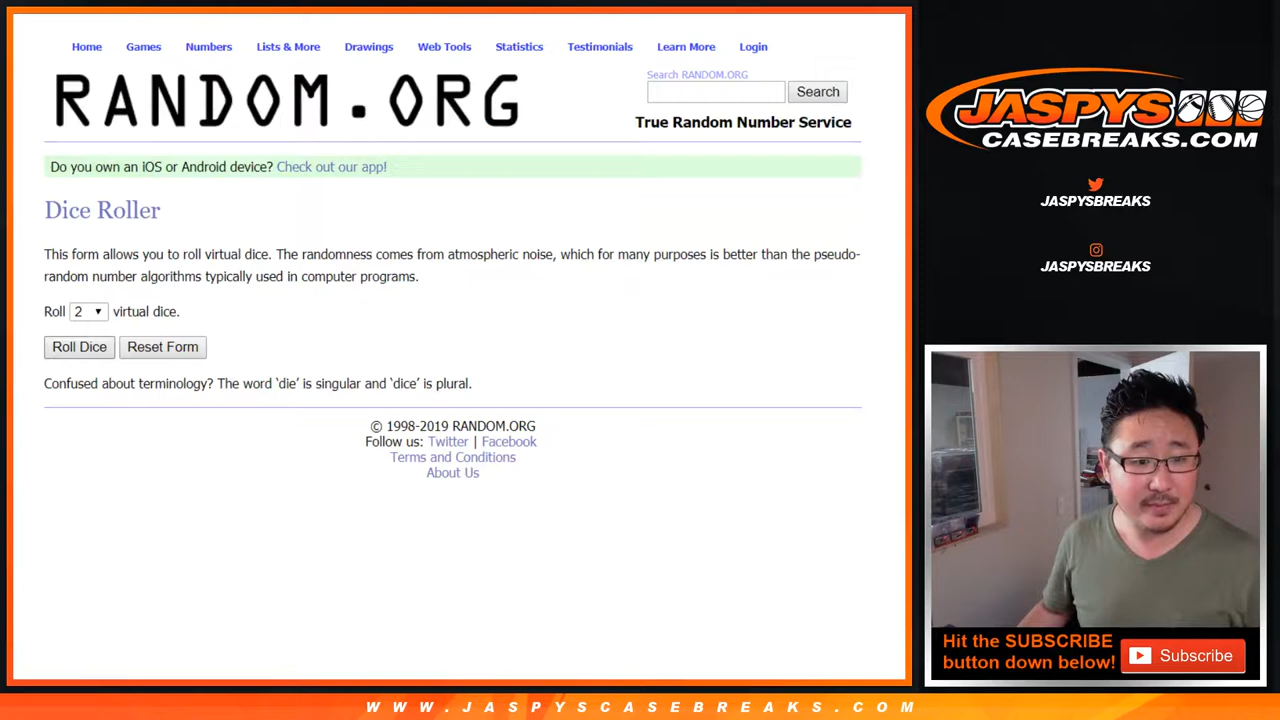 Home Games Numbers Lists & More Drawings Web Tools Statistics Testimonials Learn More Login
RANDOM.ORG
Search RANDOM.ORG
Search
True Random Number Service
Do you own an iOS or Android device? Check out our app!
Dice Roller
This form allows you to roll virtual dice. The randomness comes from atmospheric noise, which for many purposes is better than the pseudo-
random number algorithms typically used in computer programs.
Roll 2 virtual dice.
Roll Dice Reset Form
Confused about terminology? The word ‘die’ is singular and ‘dice’ is plural.
© 1998-2019 RANDOM.ORG
Follow us: Twitter | Facebook
Terms and Conditions
About Us
JASPYS
CASEBREAKS.COM
JASPYSBREAKS
JASPYSBREAKS
Hit the SUBSCRIBE
button down below!
Subscribe
WWW.JASPYSCASEBREAKS.COM